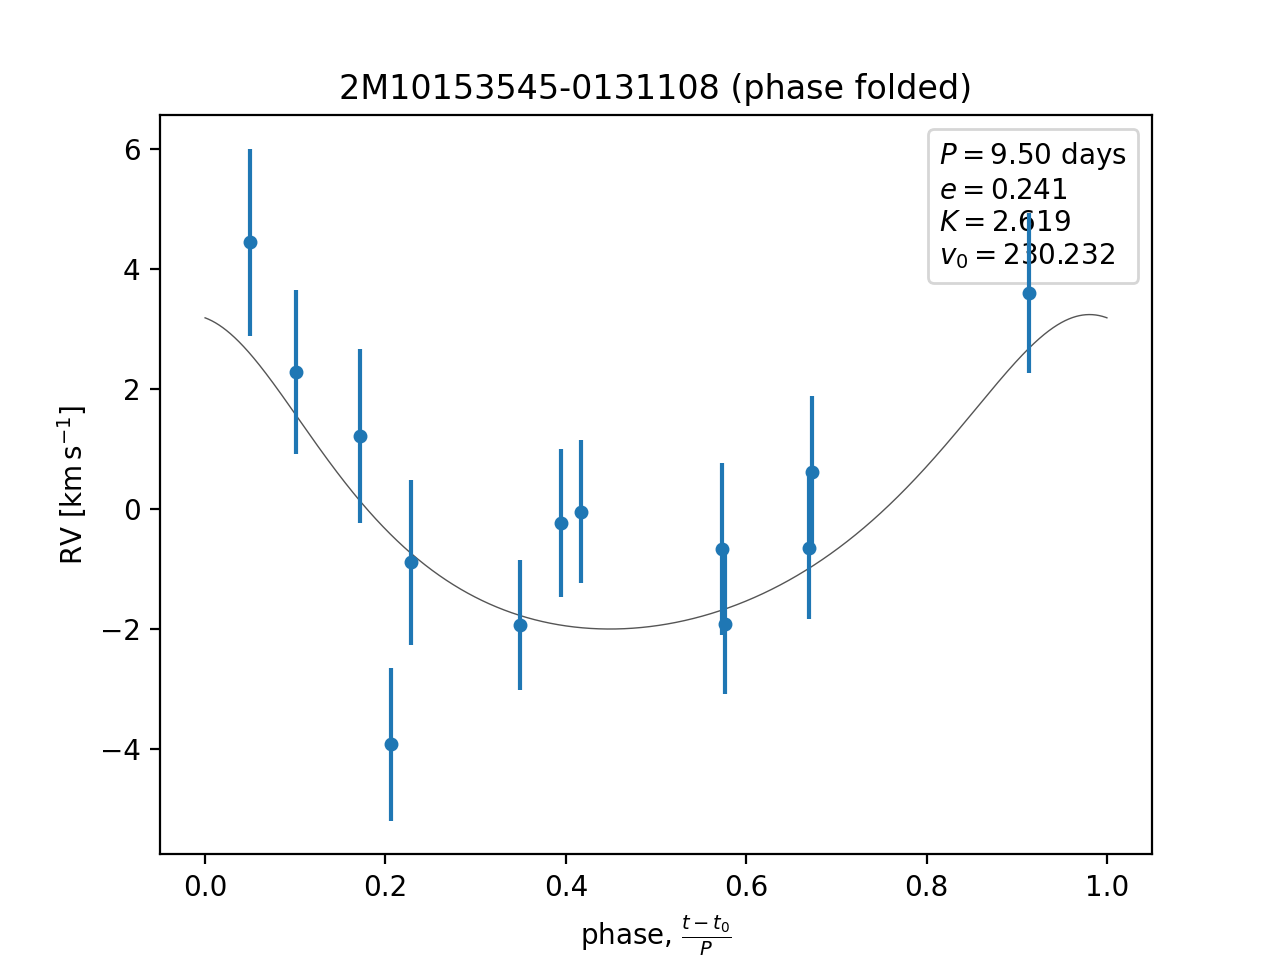 2M10153545-0131108 (phase folded)
P = 9.50 days
e = 0.241
K = 2.619
v₀ = 230.232
RV [km s⁻¹]
6
4
2
0
−2
−4
0.0 0.2 0.4 0.6 0.8 1.0
phase, (t − t₀)/P